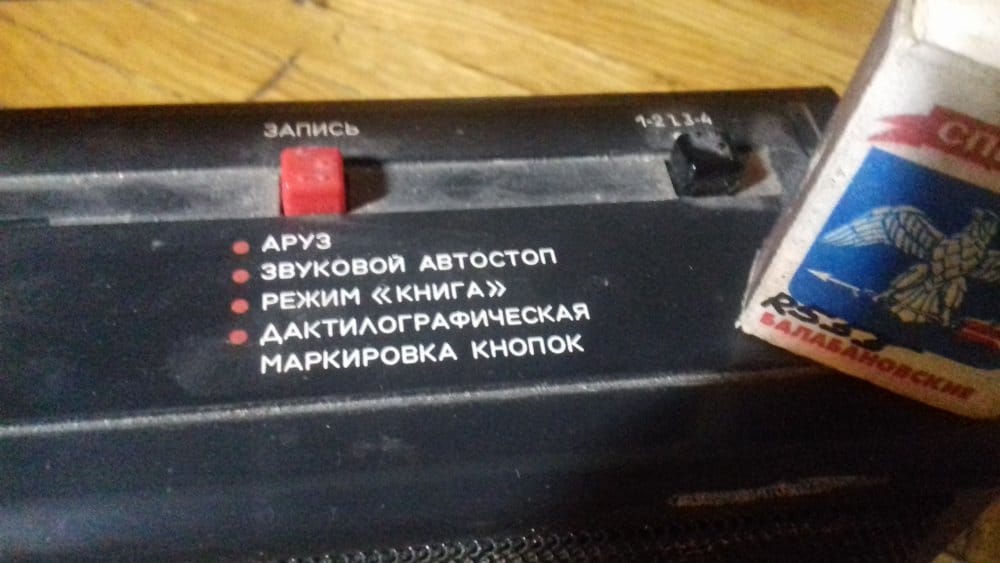 ЗАПИСЬ
1-2 1.3-4
АРУЗ
ЗВУКОВОЙ АВТОСТОП
РЕЖИМ «КНИГА»
ДАКТИЛОГРАФИЧЕСКАЯ
МАРКИРОВКА КНОПОК
БАЛАБАНОВСКИЕ